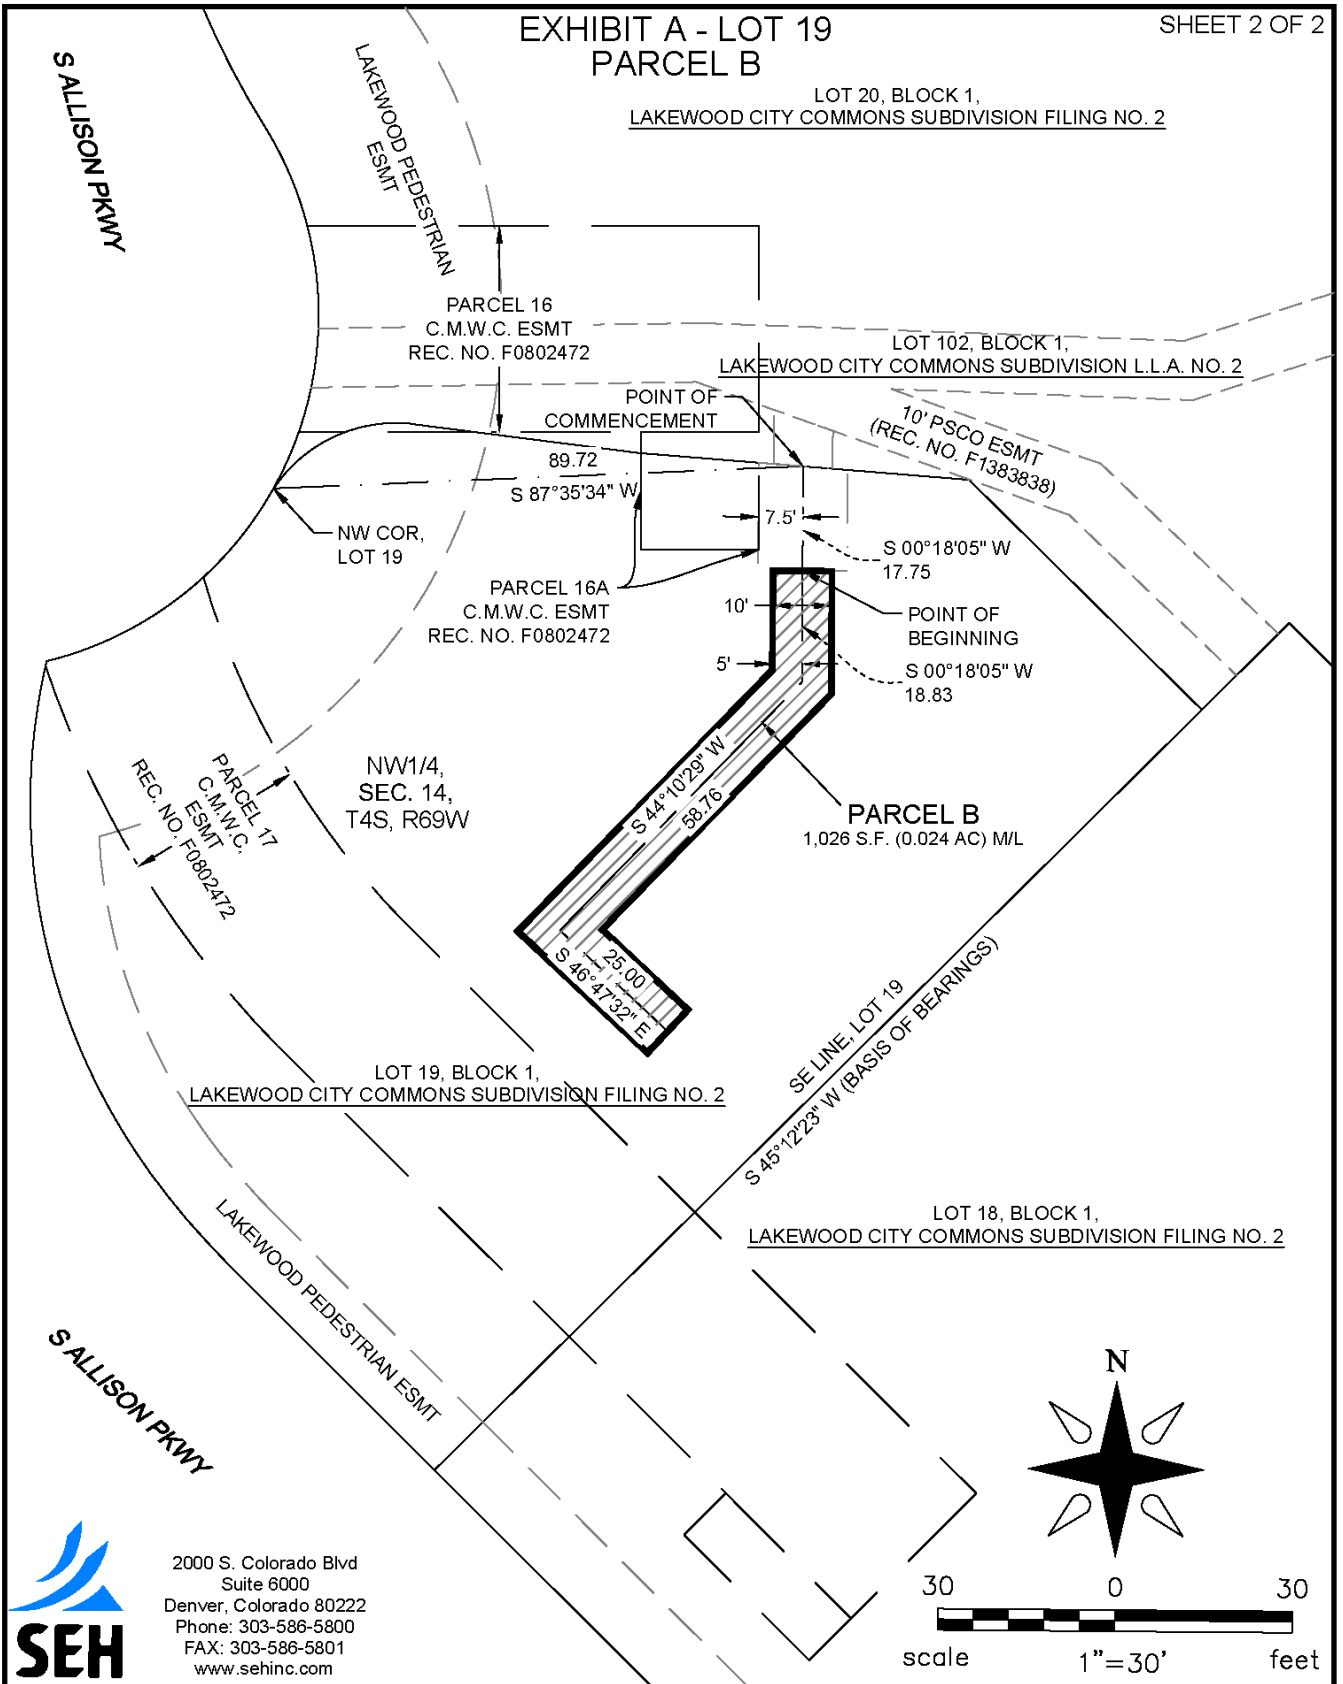 EXHIBIT A - LOT 19
PARCEL B
SHEET 2 OF 2
S ALLISON PKWY
LAKEWOOD PEDESTRIAN
ESMT
LOT 20, BLOCK 1,
LAKEWOOD CITY COMMONS SUBDIVISION FILING NO. 2
PARCEL 16
C.M.W.C. ESMT
REC. NO. F0802472
LOT 102, BLOCK 1,
LAKEWOOD CITY COMMONS SUBDIVISION L.L.A. NO. 2
POINT OF
COMMENCEMENT
10' PSCO ESMT
(REC. NO. F1383838)
89.72
S 87°35'34" W
7.5'
NW COR,
LOT 19
S 00°18'05" W
17.75
PARCEL 16A
C.M.W.C. ESMT
REC. NO. F0802472
10'
POINT OF
BEGINNING
5'
S 00°18'05" W
18.83
S 44°10'29" W
58.76
PARCEL B
1,026 S.F. (0.024 AC) M/L
NW1/4,
SEC. 14,
T4S, R69W
PARCEL 17
C.M.W.C.
ESMT
REC. NO. F0802472
25.00
S 46°47'32" E
SE LINE, LOT 19
S 45°12'23" W (BASIS OF BEARINGS)
LOT 19, BLOCK 1,
LAKEWOOD CITY COMMONS SUBDIVISION FILING NO. 2
LOT 18, BLOCK 1,
LAKEWOOD CITY COMMONS SUBDIVISION FILING NO. 2
LAKEWOOD PEDESTRIAN ESMT
S ALLISON PKWY
N
SEH
2000 S. Colorado Blvd
Suite 6000
Denver, Colorado 80222
Phone: 303-586-5800
FAX: 303-586-5801
www.sehinc.com
30 0 30
scale 1"=30' feet